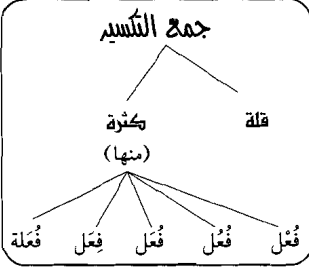 جمع التكسير
قلة كثرة
(منها)
فُعْل فُعُل فُعَل فِعَل فُعَلة